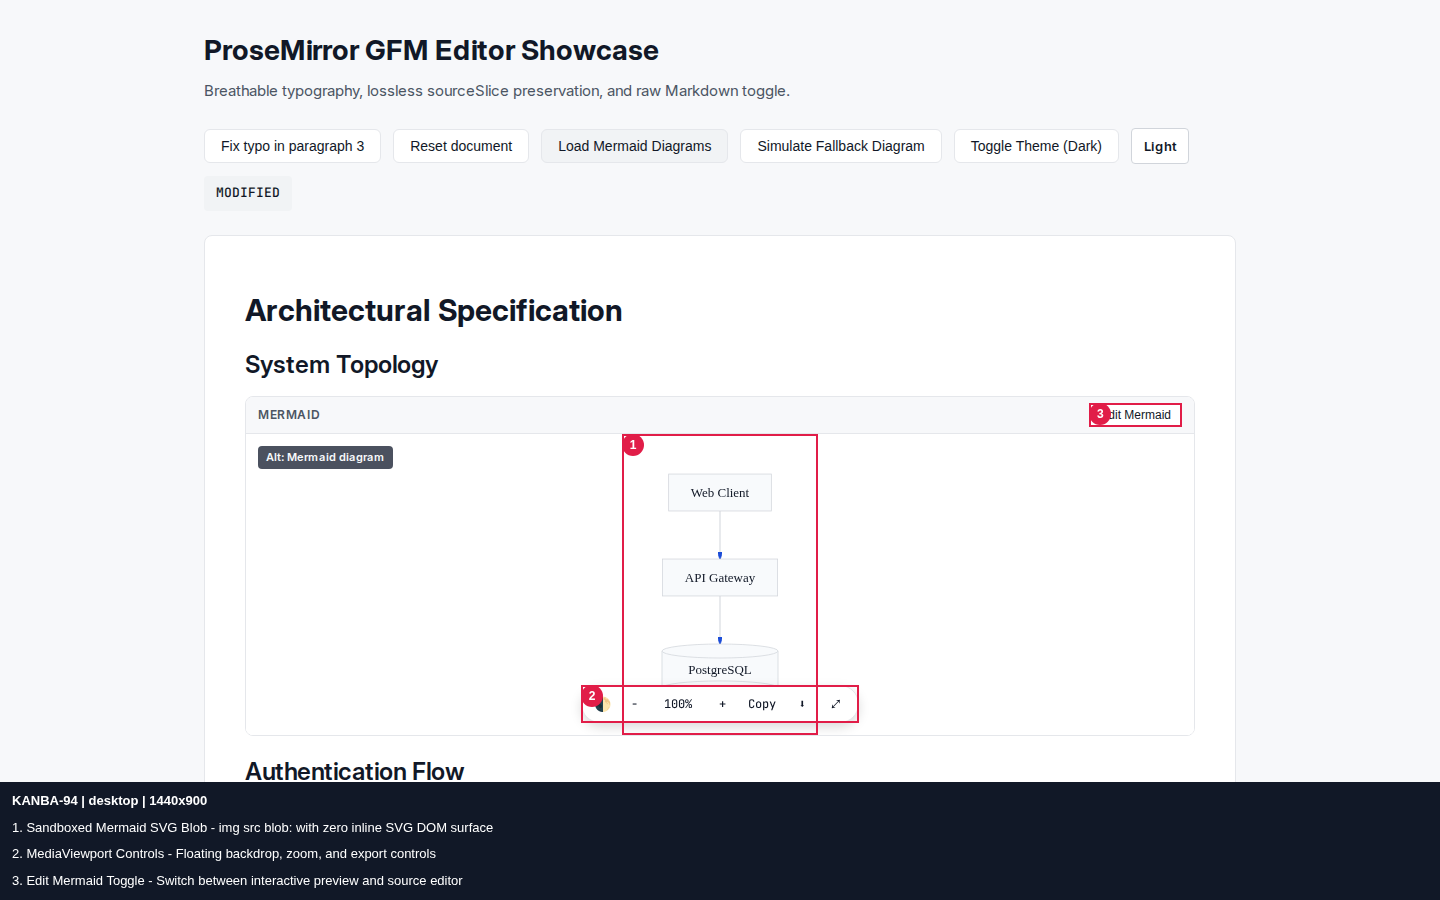 ProseMirror GFM Editor Showcase
Breathable typography, lossless sourceSlice preservation, and raw Markdown toggle.
Fix typo in paragraph 3 Reset document Load Mermaid Diagrams Simulate Fallback Diagram Toggle Theme (Dark) Light
MODIFIED
Architectural Specification
System Topology
MERMAID 3 dit Mermaid
Alt: Mermaid diagram
1
Web Client
API Gateway
PostgreSQL
2 - 100% + Copy
Authentication Flow
KANBA-94 | desktop | 1440x900
1. Sandboxed Mermaid SVG Blob - img src blob: with zero inline SVG DOM surface
2. MediaViewport Controls - Floating backdrop, zoom, and export controls
3. Edit Mermaid Toggle - Switch between interactive preview and source editor